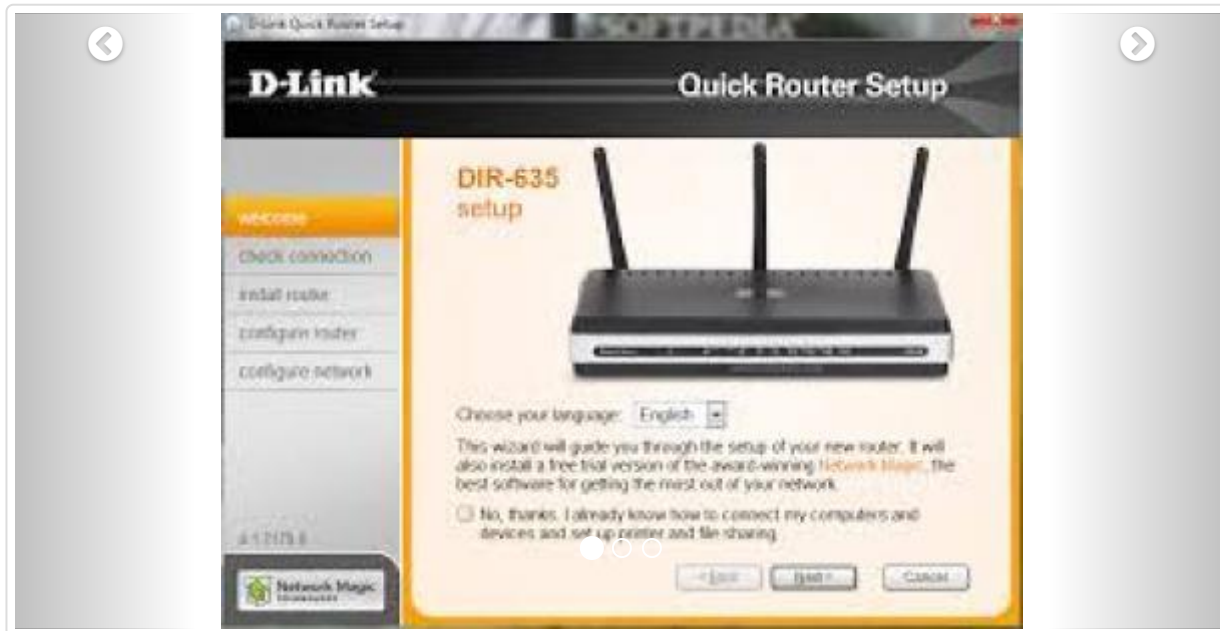 D-Link Quick Router Setup
D-Link
Quick Router Setup
DIR-635
setup
welcome
check connection
install router
configure router
configure network
Choose your language: English
This wizard will guide you through the setup of your new router. It will
also install a free trial version of the award-winning Network Magic, the
best software for getting the most out of your network.
No, thanks. I already know how to connect my computers and
devices and set up printer and file sharing.
Network Magic
< Back
Next >
Cancel